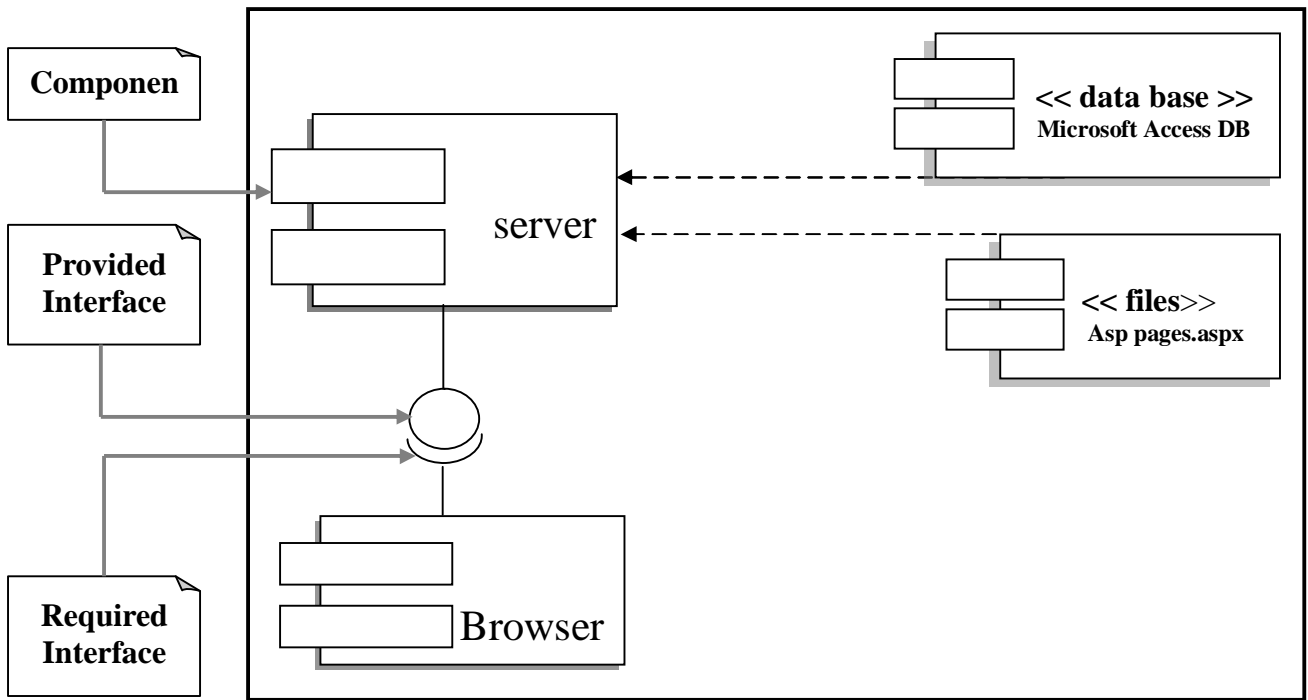 Componen
<< data base >>
Microsoft Access DB
server
Provided
Interface
<< files>>
Asp pages.aspx
Required
Interface
Browser